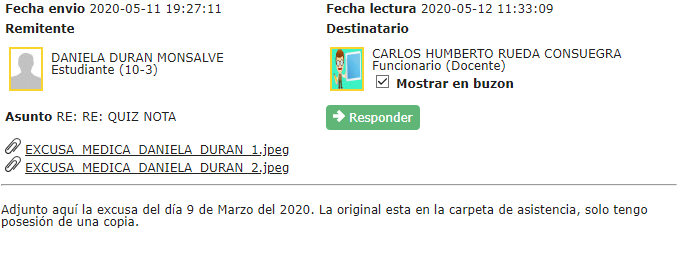 Fecha envio 2020-05-11 19:27:11
Fecha lectura 2020-05-12 11:33:09
Remitente
Destinatario
DANIELA DURAN MONSALVE
Estudiante (10-3)
CARLOS HUMBERTO RUEDA CONSUEGRA
Funcionario (Docente)
Mostrar en buzon
Asunto RE: RE: QUIZ NOTA
Responder
EXCUSA_MEDICA_DANIELA_DURAN_1.jpeg
EXCUSA_MEDICA_DANIELA_DURAN_2.jpeg
Adjunto aquí la excusa del día 9 de Marzo del 2020. La original esta en la carpeta de asistencia, solo tengo
posesión de una copia.